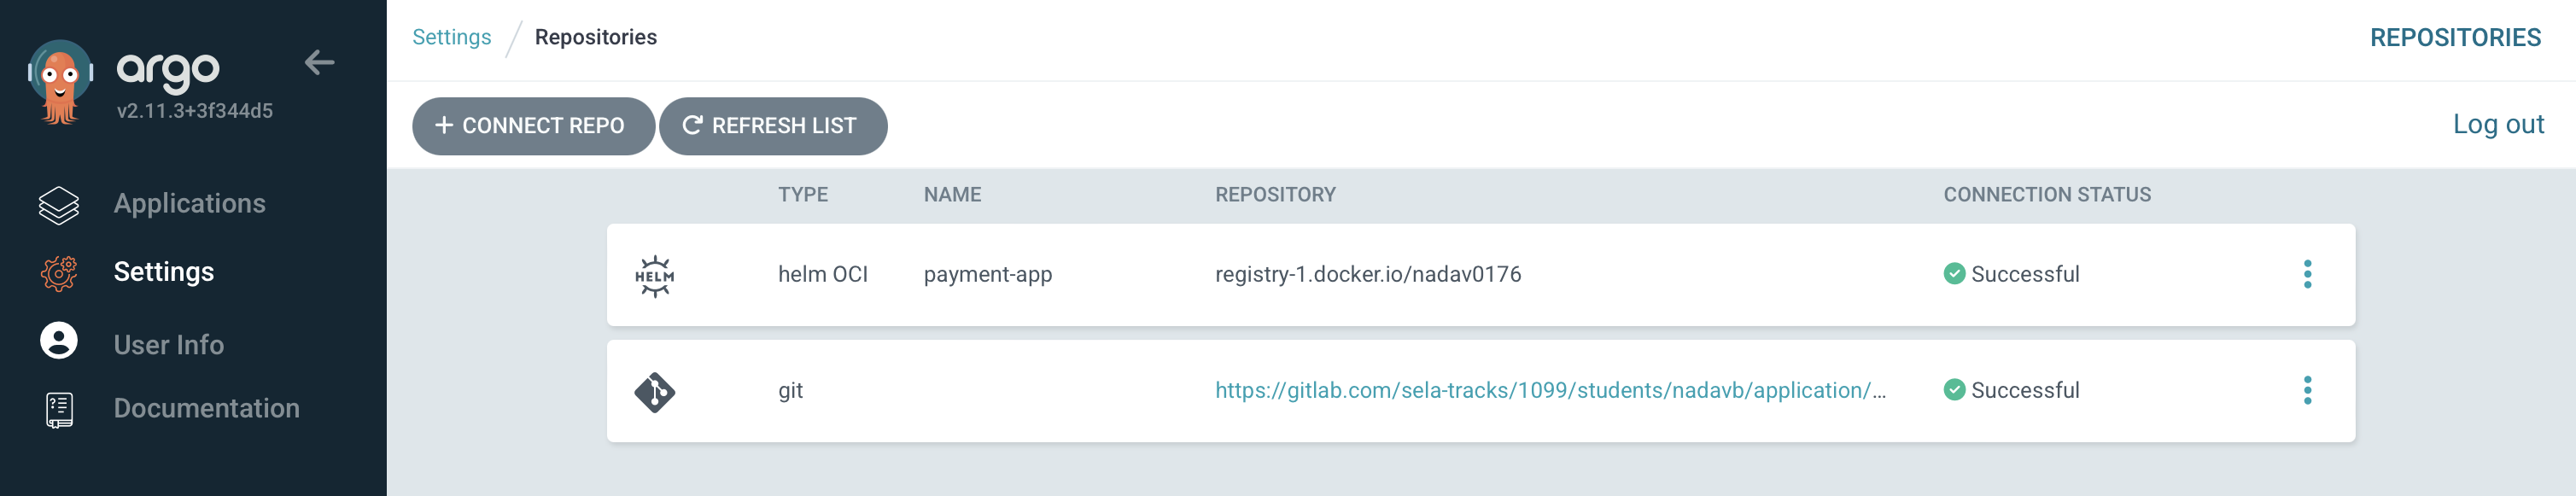 argo
v2.11.3+3f344d5
Applications
Settings
User Info
Documentation
Settings / Repositories
REPOSITORIES
+ CONNECT REPO
REFRESH LIST
Log out
TYPE NAME REPOSITORY CONNECTION STATUS
HELM helm OCI payment-app registry-1.docker.io/nadav0176 Successful
git https://gitlab.com/sela-tracks/1099/students/nadavb/application/... Successful